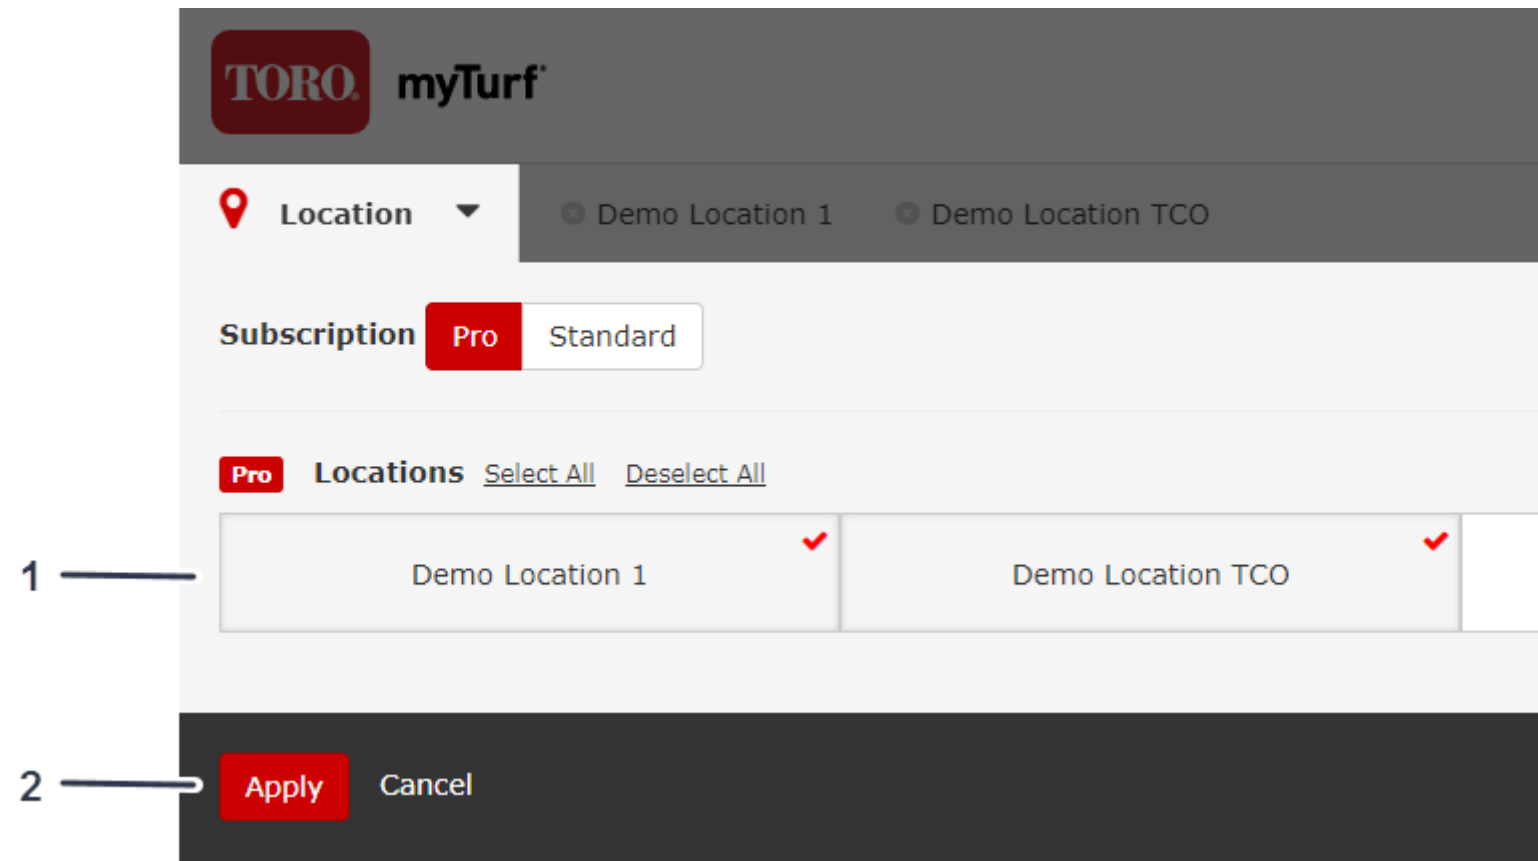 TORO. myTurf®
Location Demo Location 1 Demo Location TCO
Subscription Pro Standard
Pro Locations Select All Deselect All
1 Demo Location 1 Demo Location TCO
2 Apply Cancel